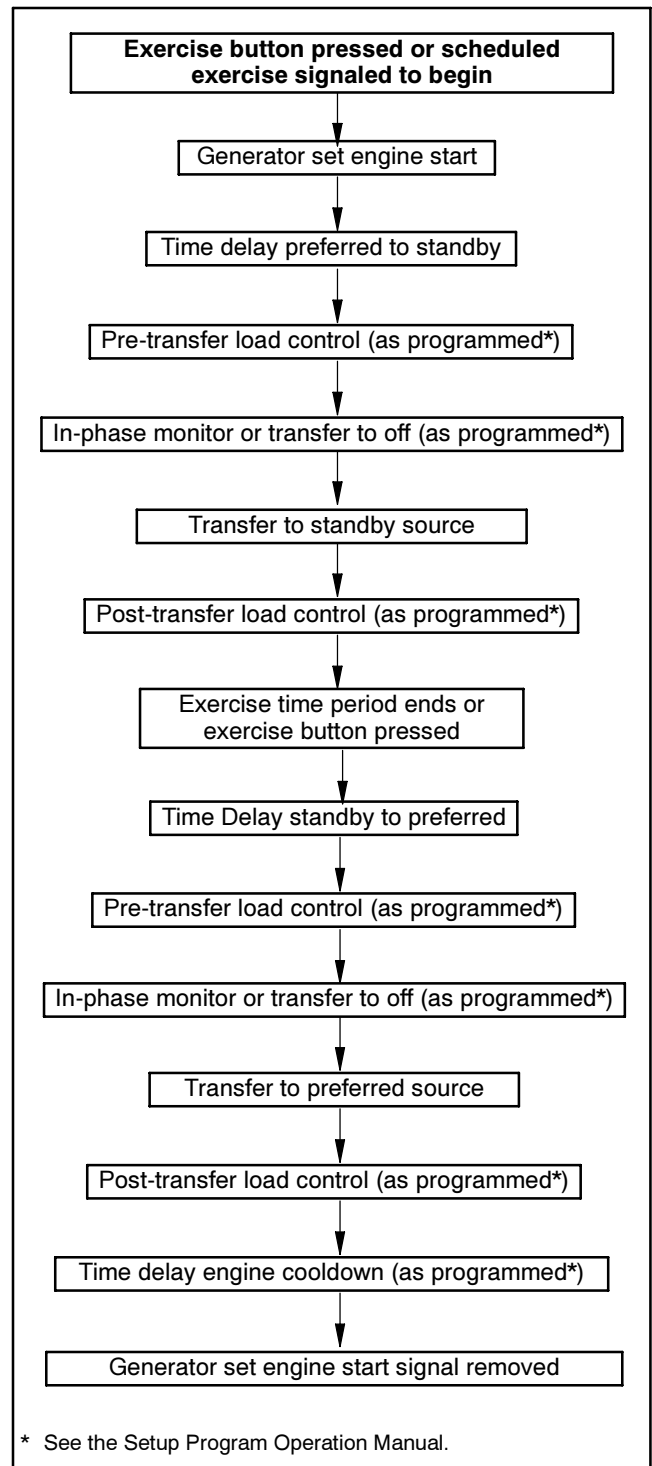 Exercise button pressed or scheduled
exercise signaled to begin
Generator set engine start
Time delay preferred to standby
Pre-transfer load control (as programmed*)
In-phase monitor or transfer to off (as programmed*)
Transfer to standby source
Post-transfer load control (as programmed*)
Exercise time period ends or
exercise button pressed
Time Delay standby to preferred
Pre-transfer load control (as programmed*)
In-phase monitor or transfer to off (as programmed*)
Transfer to preferred source
Post-transfer load control (as programmed*)
Time delay engine cooldown (as programmed*)
Generator set engine start signal removed
* See the Setup Program Operation Manual.